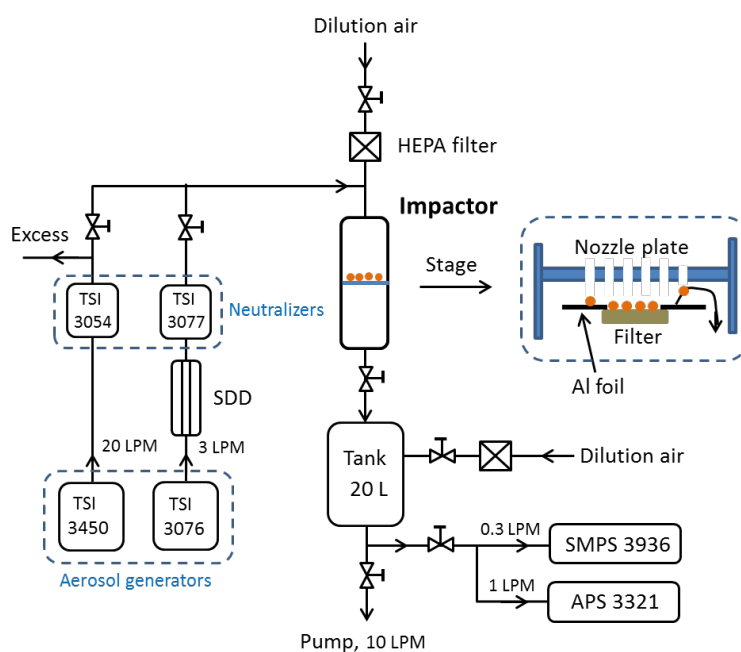 Dilution air
HEPA filter
Impactor
Excess
Stage
Nozzle plate
TSI
3054
TSI
3077
Neutralizers
Filter
Al foil
SDD
20 LPM
3 LPM
Tank
20 L
Dilution air
TSI
3450
TSI
3076
0.3 LPM
SMPS 3936
Aerosol generators
1 LPM
APS 3321
Pump, 10 LPM